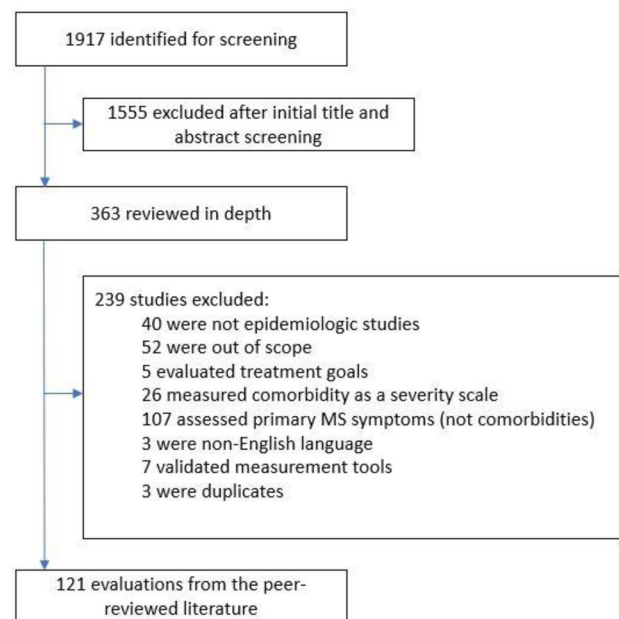 1917 identified for screening
1555 excluded after initial title and
abstract screening
363 reviewed in depth
239 studies excluded:
40 were not epidemiologic studies
52 were out of scope
5 evaluated treatment goals
26 measured comorbidity as a severity scale
107 assessed primary MS symptoms (not comorbidities)
3 were non-English language
7 validated measurement tools
3 were duplicates
121 evaluations from the peer-
reviewed literature